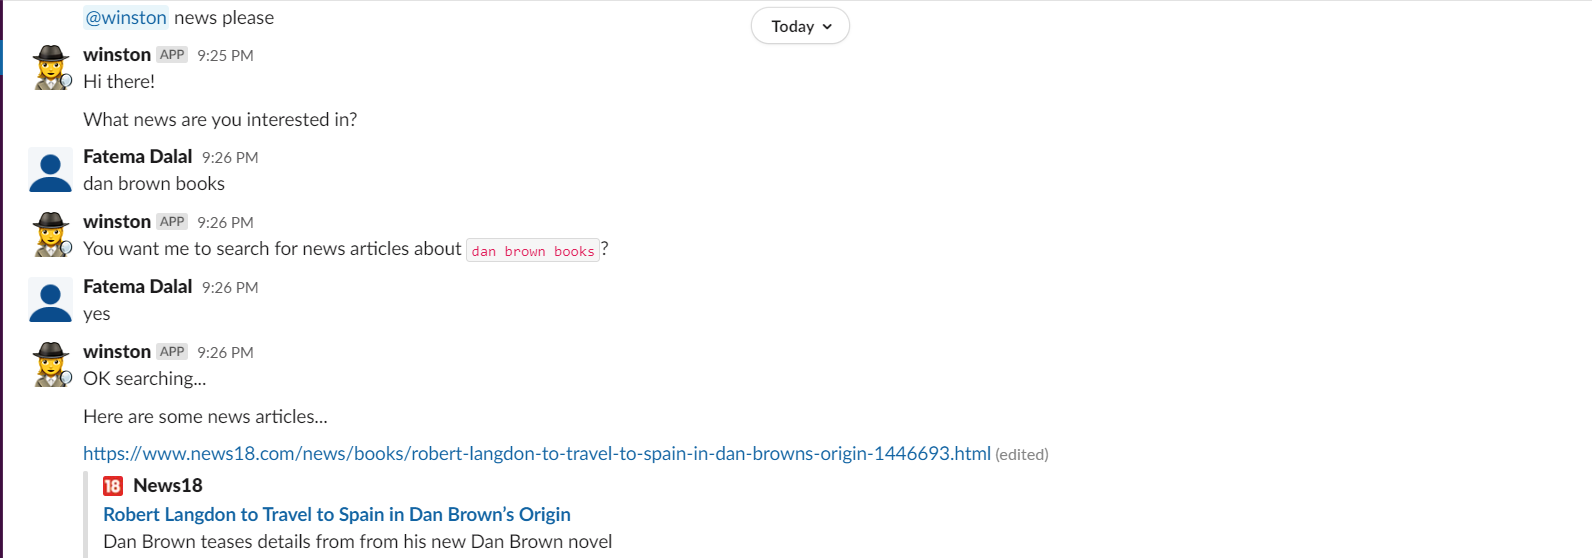 @winston news please
Today
winston APP 9:25 PM
Hi there!
What news are you interested in?
Fatema Dalal 9:26 PM
dan brown books
winston APP 9:26 PM
You want me to search for news articles about dan brown books?
Fatema Dalal 9:26 PM
yes
winston APP 9:26 PM
OK searching...
Here are some news articles...
https://www.news18.com/news/books/robert-langdon-to-travel-to-spain-in-dan-browns-origin-1446693.html (edited)
18 News18
Robert Langdon to Travel to Spain in Dan Brown’s Origin
Dan Brown teases details from from his new Dan Brown novel